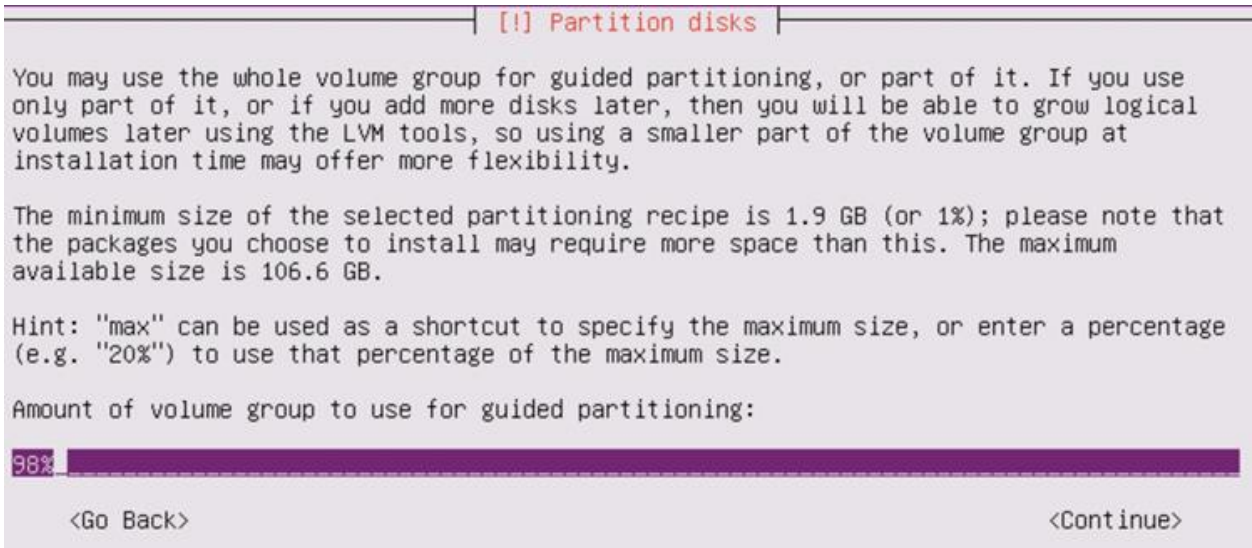 [!] Partition disks
You may use the whole volume group for guided partitioning, or part of it. If you use
only part of it, or if you add more disks later, then you will be able to grow logical
volumes later using the LVM tools, so using a smaller part of the volume group at
installation time may offer more flexibility.
The minimum size of the selected partitioning recipe is 1.9 GB (or 1%); please note that
the packages you choose to install may require more space than this. The maximum
available size is 106.6 GB.
Hint: "max" can be used as a shortcut to specify the maximum size, or enter a percentage
(e.g. "20%") to use that percentage of the maximum size.
Amount of volume group to use for guided partitioning:
98%
<Go Back> <Continue>